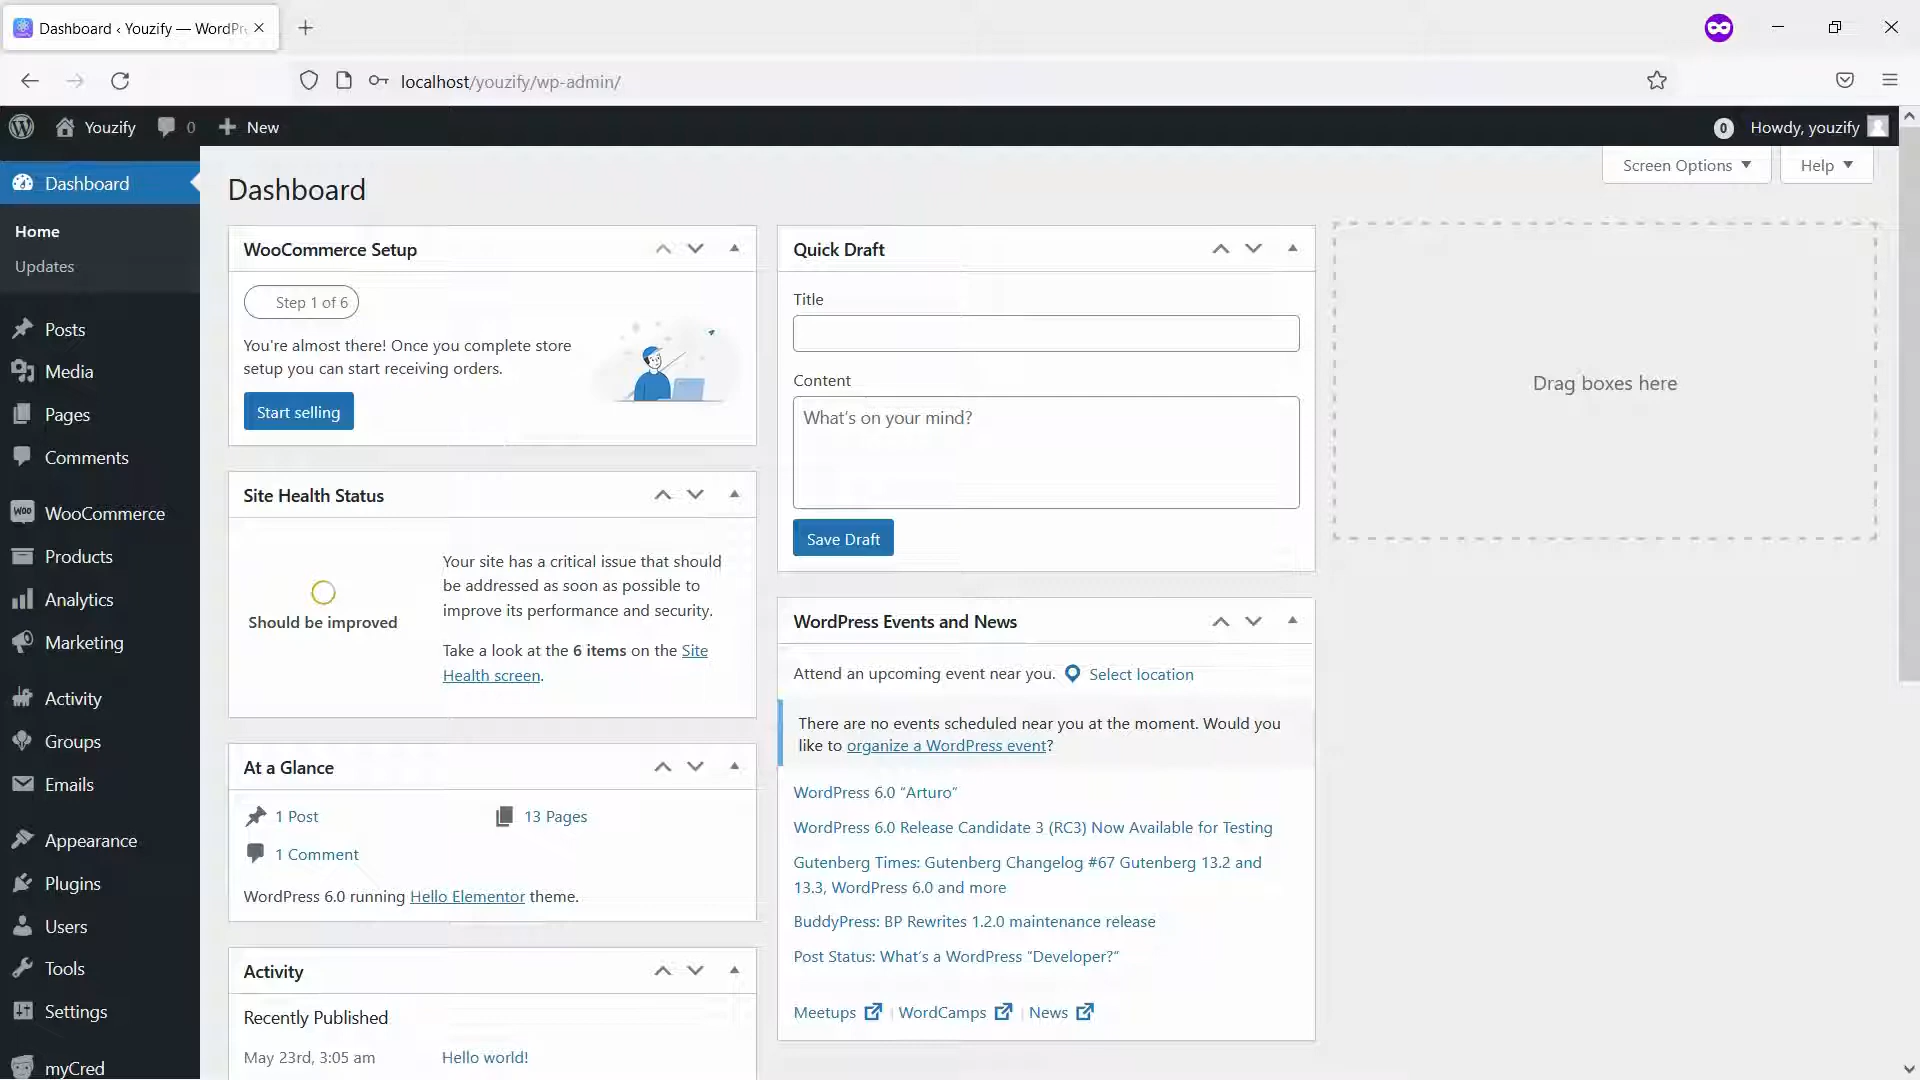 Dashboard ‹ Youzify — WordPr
localhost/youzify/wp-admin/
Youzify
0
New
0
Howdy, youzify
Screen Options
Help
Dashboard
Home
Updates
Posts
Media
Pages
Comments
WooCommerce
Products
Analytics
Marketing
Activity
Groups
Emails
Appearance
Plugins
Users
Tools
Settings
myCred
Dashboard
WooCommerce Setup
Step 1 of 6
You're almost there! Once you complete store
setup you can start receiving orders.
Start selling
Site Health Status
Should be improved
Your site has a critical issue that should
be addressed as soon as possible to
improve its performance and security.
Take a look at the 6 items on the Site
Health screen.
At a Glance
1 Post
13 Pages
1 Comment
WordPress 6.0 running Hello Elementor theme.
Activity
Recently Published
May 23rd, 3:05 am
Hello world!
Quick Draft
Title
Content
What's on your mind?
Save Draft
WordPress Events and News
Attend an upcoming event near you.
Select location
There are no events scheduled near you at the moment. Would you
like to organize a WordPress event?
WordPress 6.0 “Arturo”
WordPress 6.0 Release Candidate 3 (RC3) Now Available for Testing
Gutenberg Times: Gutenberg Changelog #67 Gutenberg 13.2 and
13.3, WordPress 6.0 and more
BuddyPress: BP Rewrites 1.2.0 maintenance release
Post Status: What's a WordPress “Developer?”
Meetups | WordCamps | News
Drag boxes here